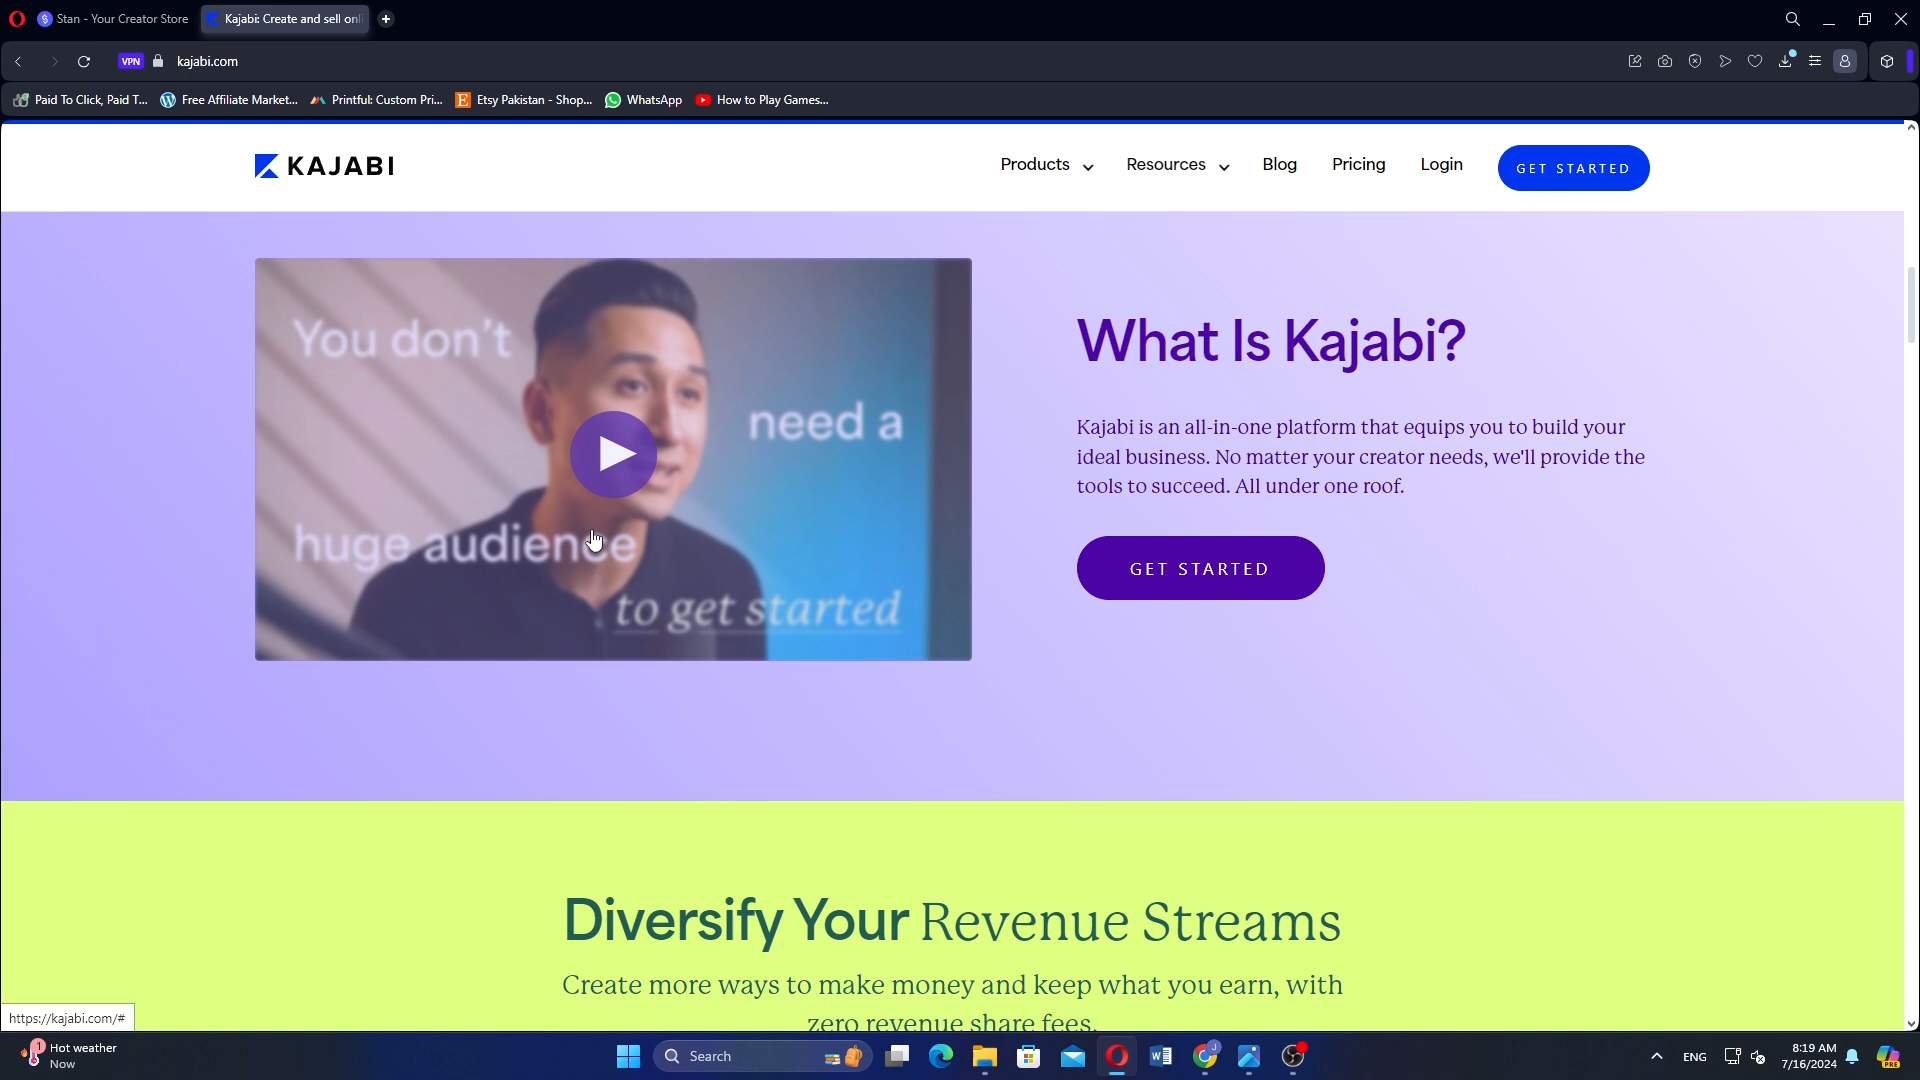 Stan - Your Creator Store
Kajabi: Create and sell onl
VPN
kajabi.com
Paid To Click, Paid T...
Free Affiliate Market...
Printful: Custom Pri...
Etsy Pakistan - Shop...
WhatsApp
How to Play Games...
KAJABI
Products
Resources
Blog
Pricing
Login
GET STARTED
You don't
need a
huge audience
to get started
What Is Kajabi?
Kajabi is an all-in-one platform that equips you to build your
ideal business. No matter your creator needs, we'll provide the
tools to succeed. All under one roof.
GET STARTED
Diversify Your Revenue Streams
Create more ways to make money and keep what you earn, with
zero revenue share fees.
https://kajabi.com/#
1
Hot weather
Now
Search
J
ENG
8:19 AM
7/16/2024
PRE